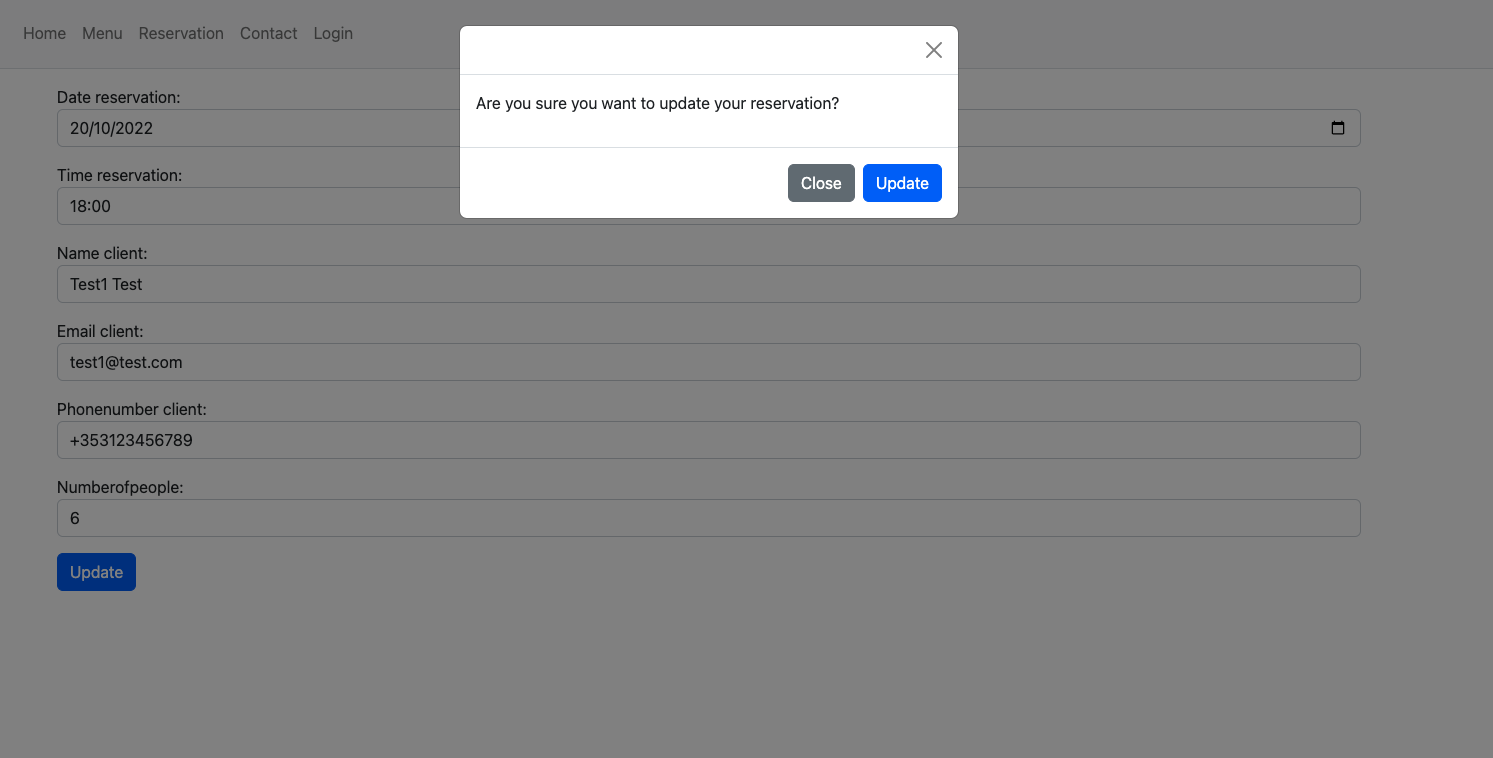 Home Menu Reservation Contact Login
Are you sure you want to update your reservation?
Close Update
Date reservation:
20/10/2022
Time reservation:
18:00
Name client:
Test1 Test
Email client:
test1@test.com
Phonenumber client:
+353123456789
Numberofpeople:
6
Update